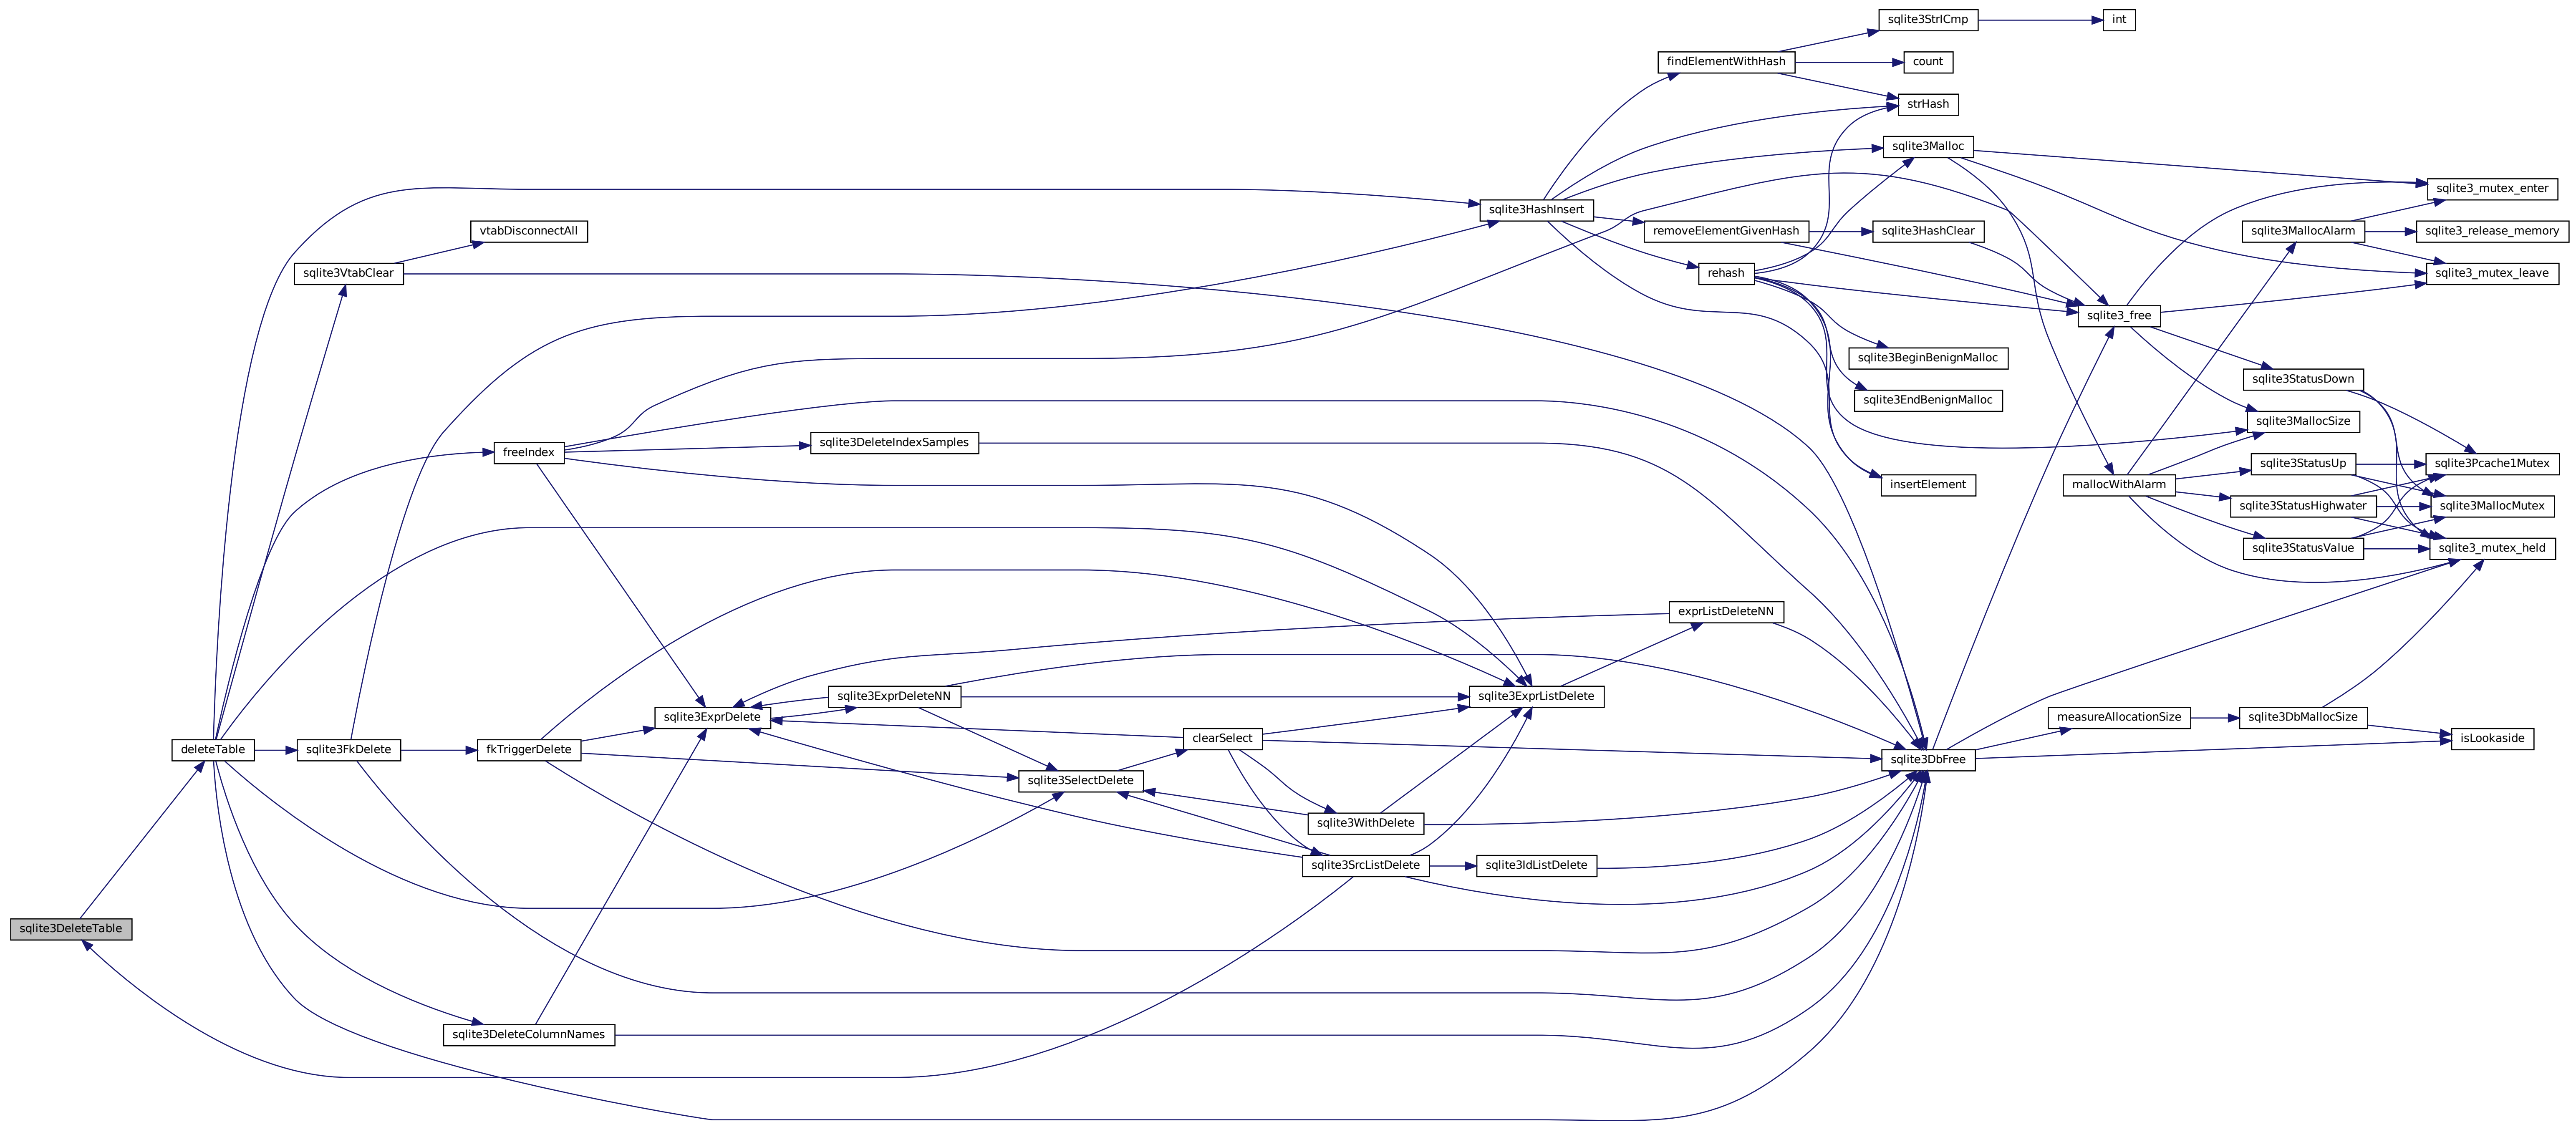 sqlite3StrICmp
int
findElementWithHash
count
strHash
sqlite3Malloc
sqlite3_mutex_enter
sqlite3HashInsert
vtabDisconnectAll
removeElementGivenHash
sqlite3HashClear
sqlite3MallocAlarm
sqlite3_release_memory
sqlite3VtabClear
rehash
sqlite3_mutex_leave
sqlite3_free
sqlite3BeginBenignMalloc
sqlite3StatusDown
sqlite3EndBenignMalloc
sqlite3MallocSize
freeIndex
sqlite3DeleteIndexSamples
sqlite3StatusUp
sqlite3Pcache1Mutex
insertElement
mallocWithAlarm
sqlite3StatusHighwater
sqlite3MallocMutex
sqlite3StatusValue
sqlite3_mutex_held
exprListDeleteNN
sqlite3ExprDeleteNN
sqlite3ExprListDelete
sqlite3ExprDelete
measureAllocationSize
sqlite3DbMallocSize
clearSelect
isLookaside
deleteTable
sqlite3FkDelete
fkTriggerDelete
sqlite3DbFree
sqlite3SelectDelete
sqlite3WithDelete
sqlite3SrcListDelete
sqlite3IdListDelete
sqlite3DeleteTable
sqlite3DeleteColumnNames